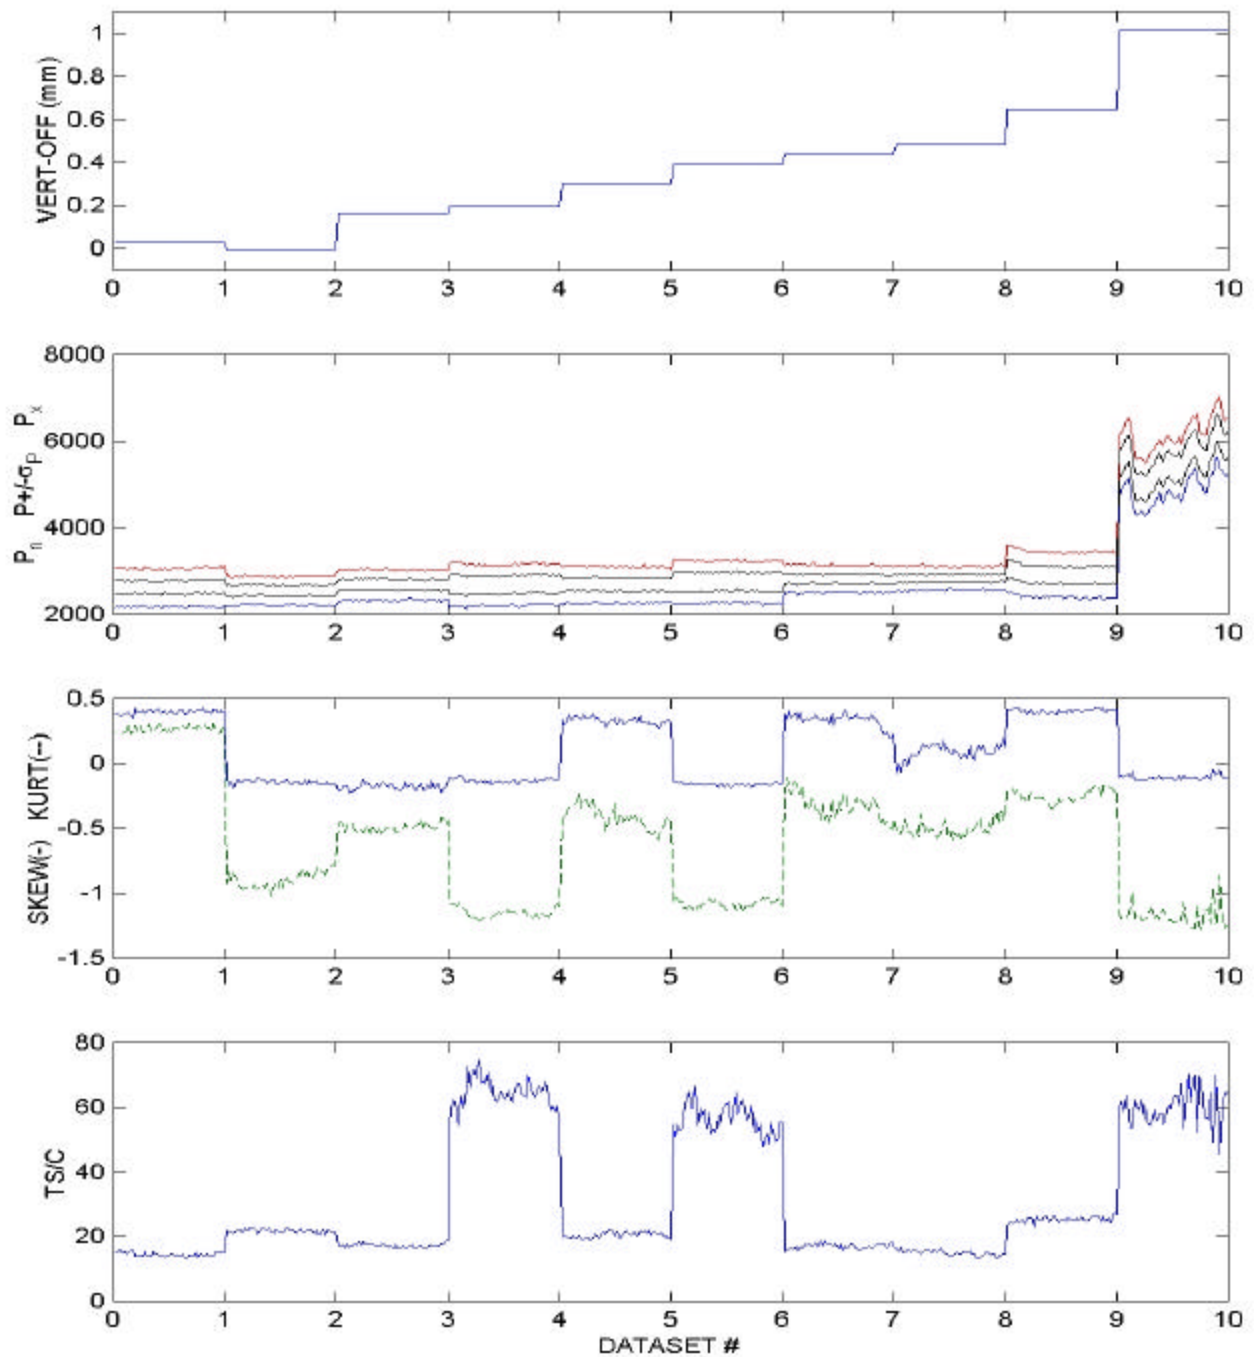 VERT-OFF (mm)
1
0.8
0.6
0.4
0.2
0
0 1 2 3 4 5 6 7 8 9 10
Pn P+/-σp Px
8000
6000
4000
2000
0 1 2 3 4 5 6 7 8 9 10
SKEW(-) KURT(--)
0.5
0
-0.5
-1
-1.5
0 1 2 3 4 5 6 7 8 9 10
TS/C
80
60
40
20
0
0 1 2 3 4 5 6 7 8 9 10
DATASET #